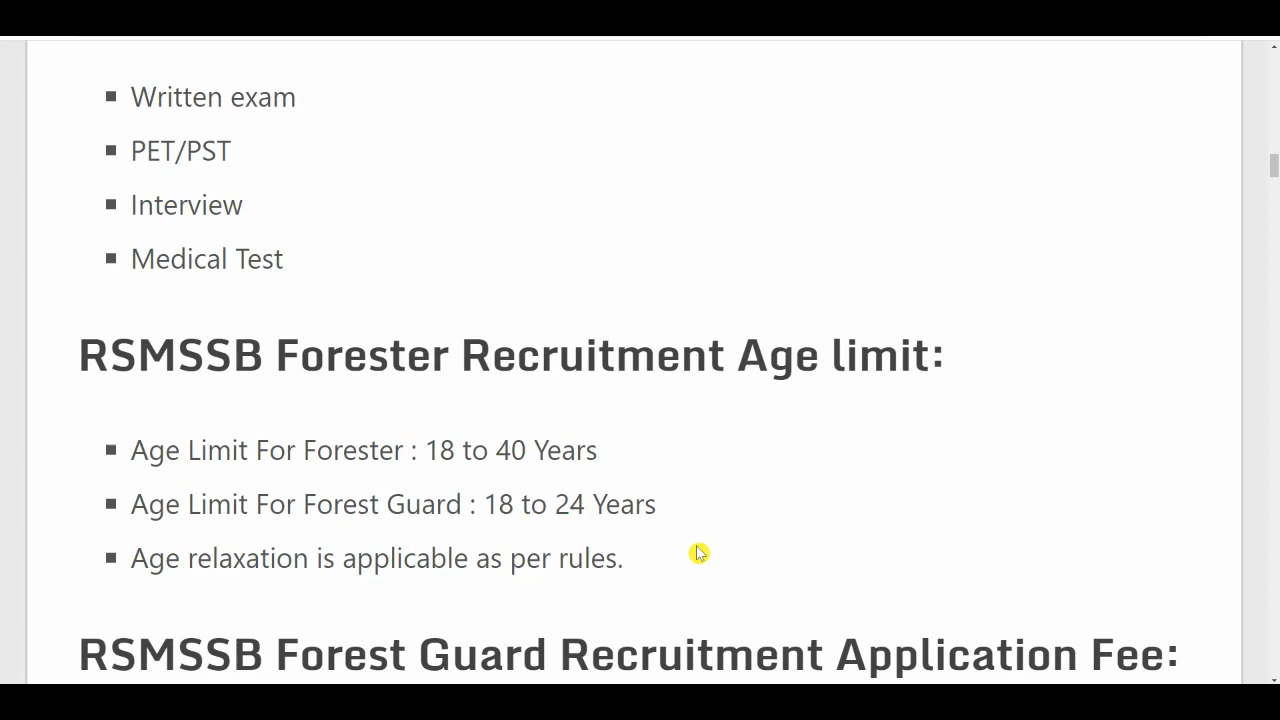 Written exam
PET/PST
Interview
Medical Test
RSMSSB Forester Recruitment Age limit:
Age Limit For Forester : 18 to 40 Years
Age Limit For Forest Guard : 18 to 24 Years
Age relaxation is applicable as per rules.
RSMSSB Forest Guard Recruitment Application Fee: